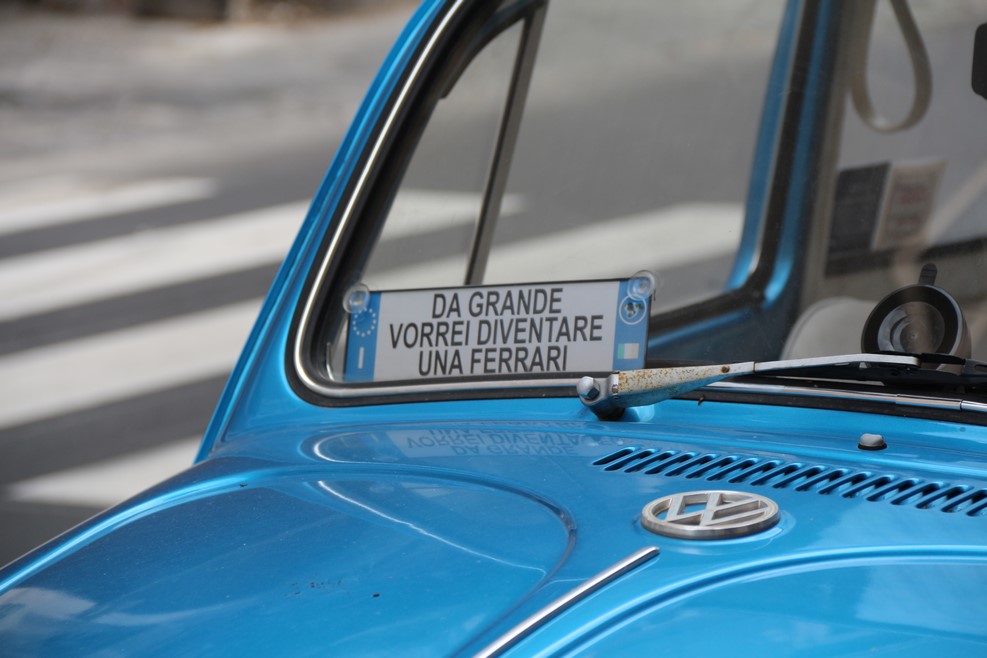 DA GRANDE
VORREI DIVENTARE
UNA FERRARI
I